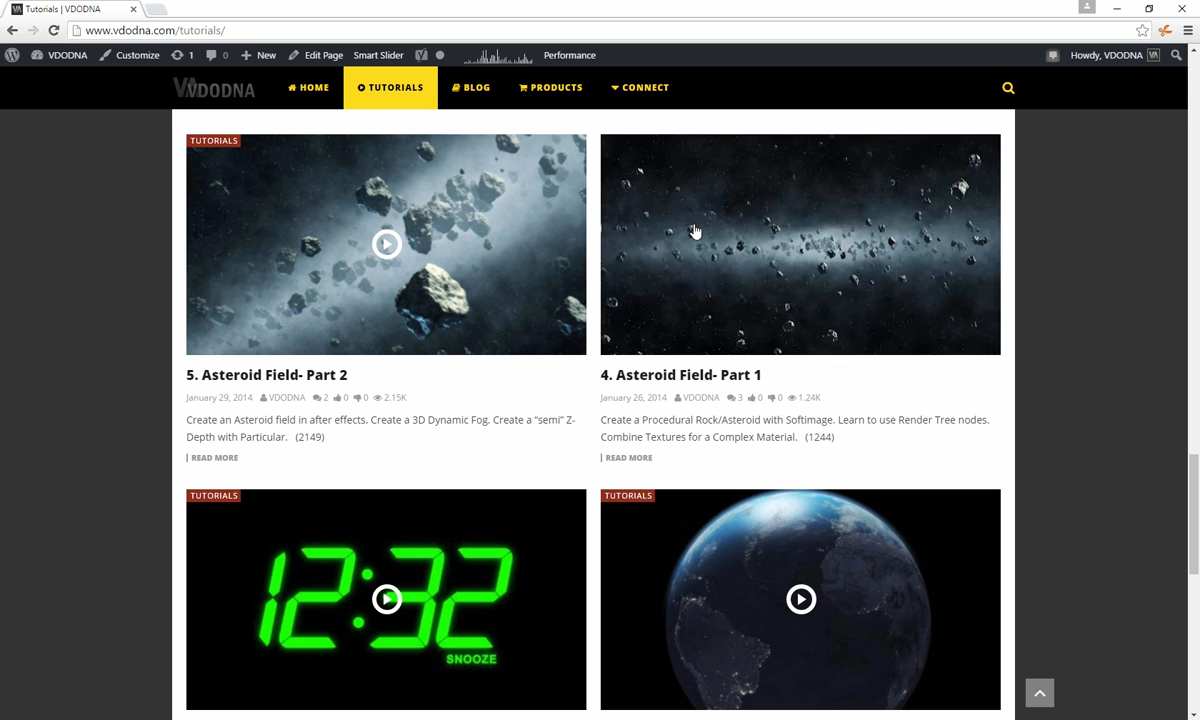 Tutorials | VDODNA
www.vdodna.com/tutorials/
VDODNA Customize 1 0 New Edit Page Smart Slider Performance Howdy, VDODNA
VDODNA HOME TUTORIALS BLOG PRODUCTS CONNECT
TUTORIALS
5. Asteroid Field- Part 2
January 29, 2014 VDODNA 2 0 0 2.15K
Create an Asteroid field in after effects. Create a 3D Dynamic Fog. Create a “semi” Z-
Depth with Particular. (2149)
READ MORE
4. Asteroid Field- Part 1
January 26, 2014 VDODNA 3 0 0 1.24K
Create a Procedural Rock/Asteroid with Softimage. Learn to use Render Tree nodes.
Combine Textures for a Complex Material. (1244)
READ MORE
TUTORIALS
12:32
SNOOZE
TUTORIALS